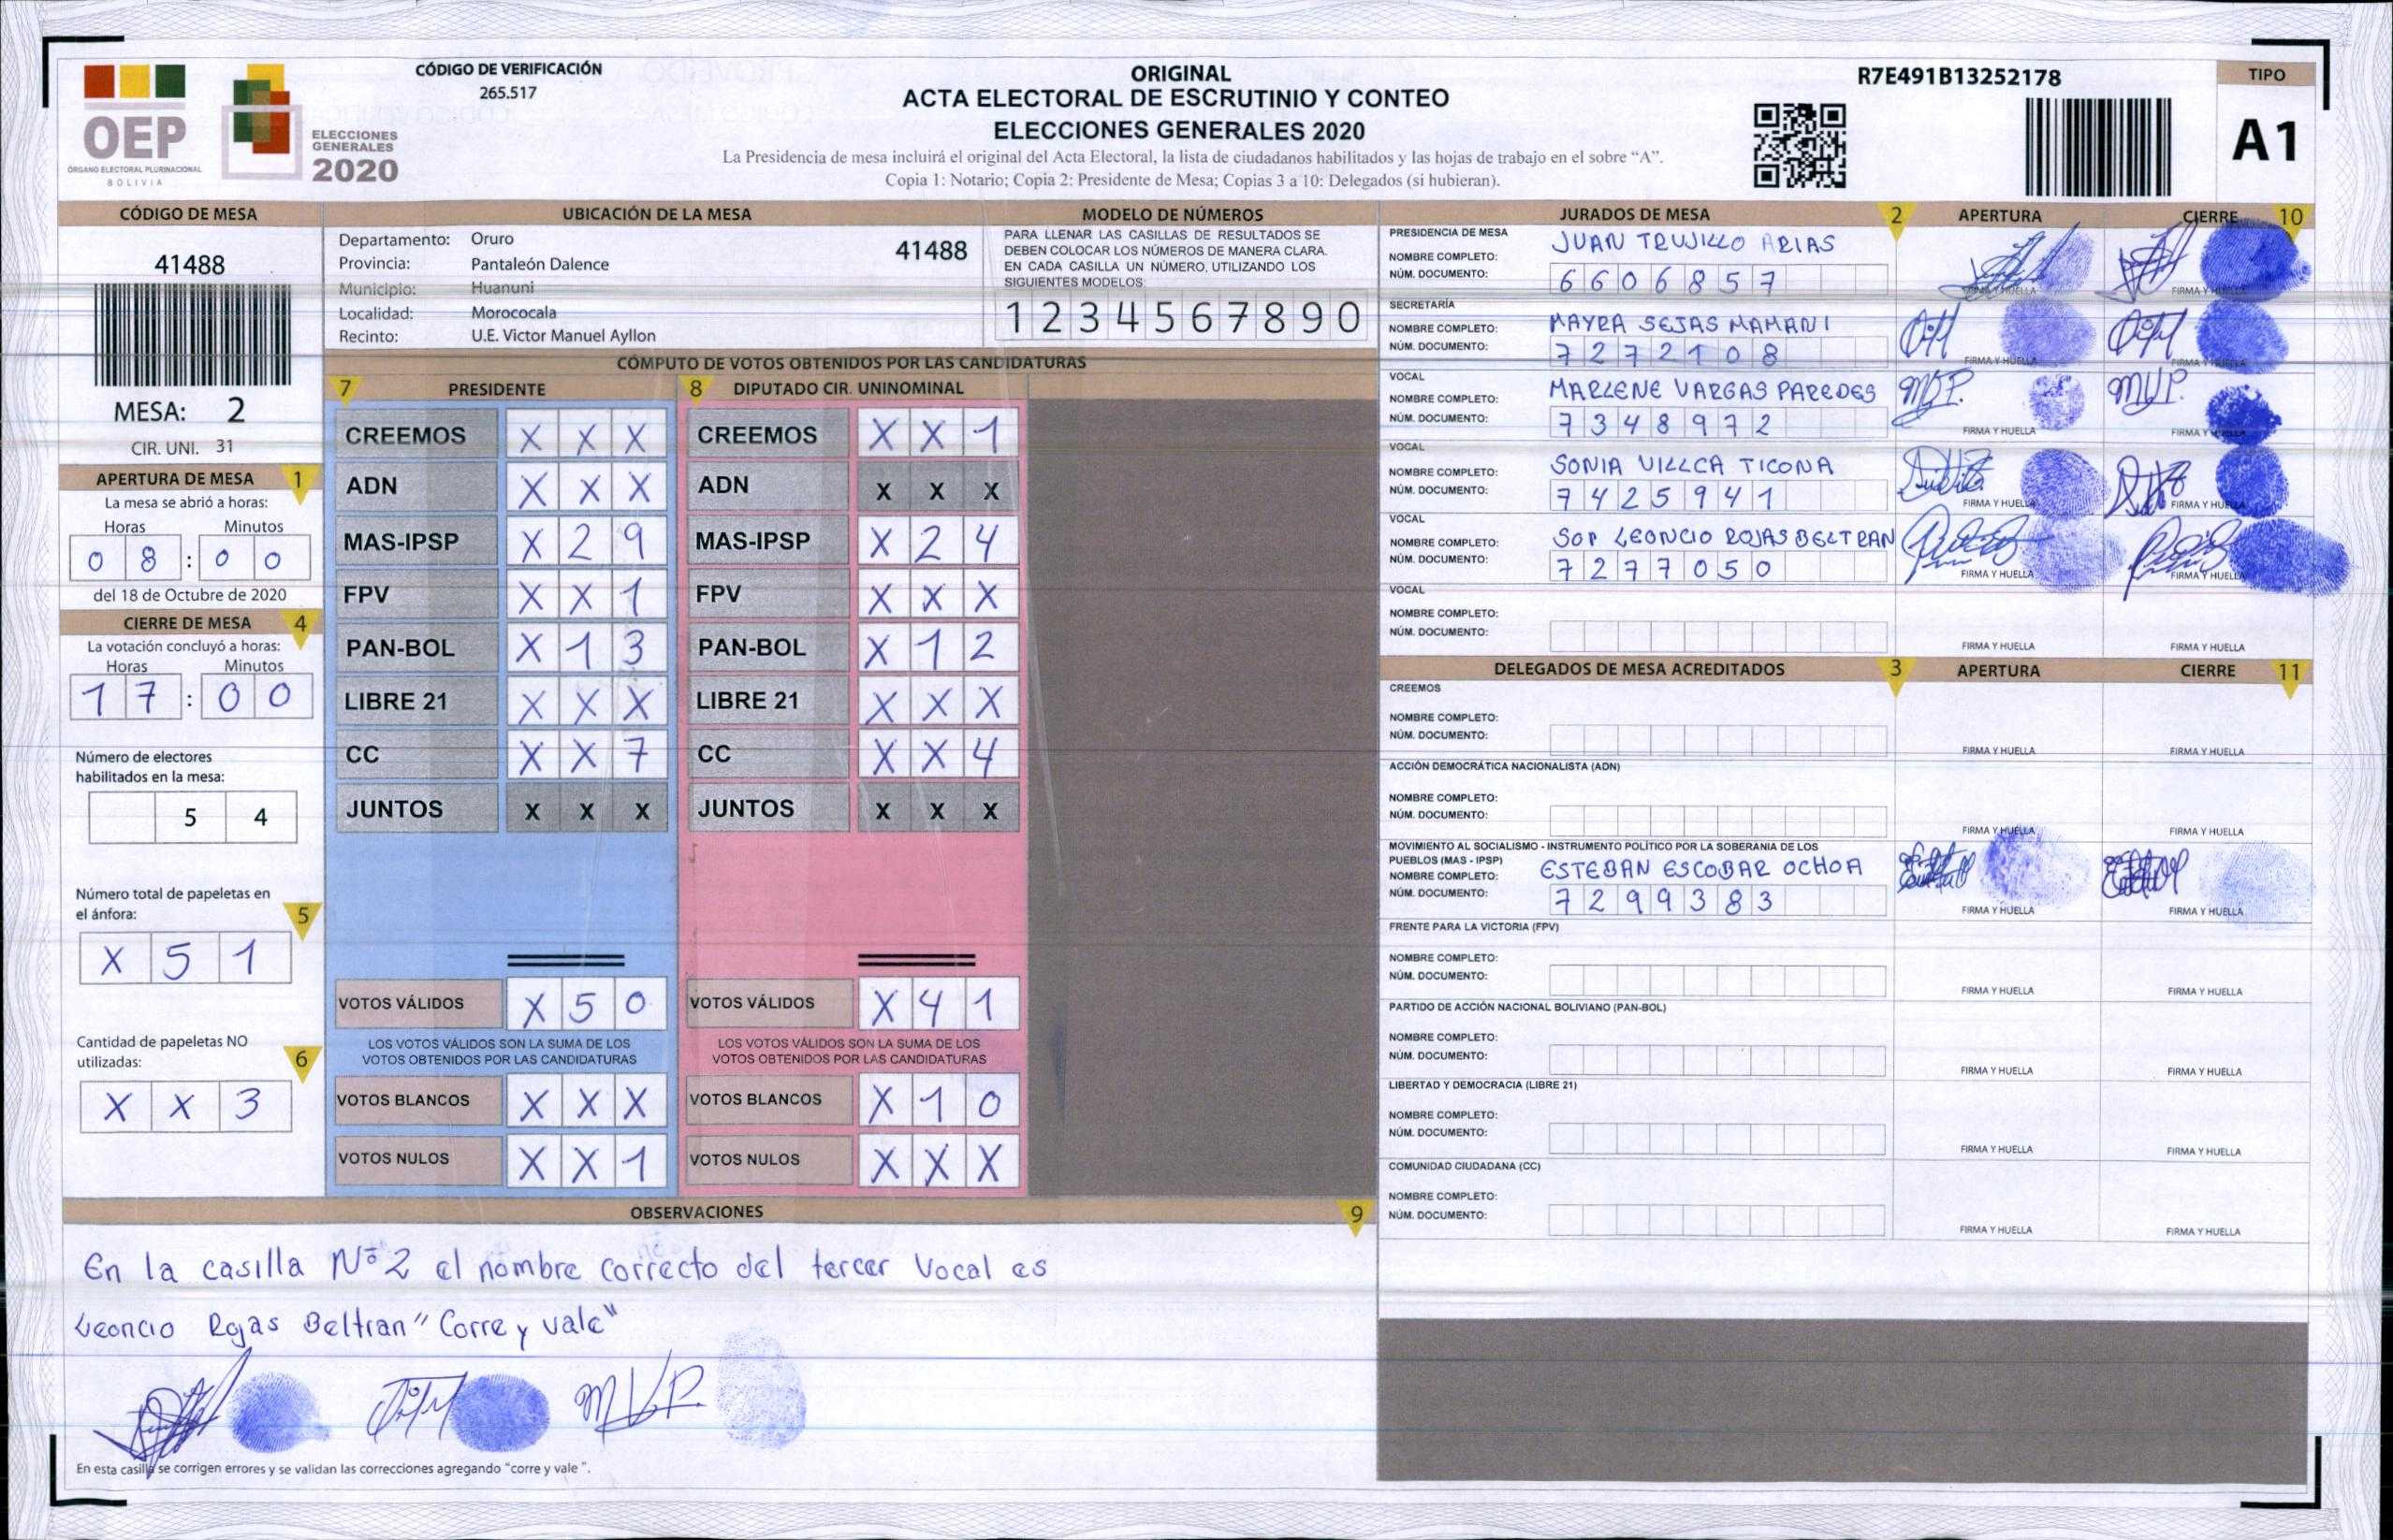 OEP
ÓRGANO ELECTORAL PLURINACIONAL
BOLIVIA
ELECCIONES
GENERALES
2020
CÓDIGO DE VERIFICACIÓN
265.517
ORIGINAL
ACTA ELECTORAL DE ESCRUTINIO Y CONTEO
ELECCIONES GENERALES 2020
La Presidencia de mesa incluirá el original del Acta Electoral, la lista de ciudadanos habilitados y las hojas de trabajo en el sobre “A”.
Copia 1: Notario; Copia 2: Presidente de Mesa; Copias 3 a 10: Delegados (si hubieran).
R7E491B13252178
TIPO
A1
CÓDIGO DE MESA
41488
MESA: 2
CIR. UNI. 31
APERTURA DE MESA 1
La mesa se abrió a horas:
Horas Minutos
0 8 : 0 0
del 18 de Octubre de 2020
CIERRE DE MESA 4
La votación concluyó a horas:
Horas Minutos
1 7 : 0 0
Número de electores
habilitados en la mesa:
5 4
Número total de papeletas en
el ánfora: 5
X 5 1
Cantidad de papeletas NO
utilizadas: 6
X X 3
UBICACIÓN DE LA MESA
Departamento: Oruro 41488
Provincia: Pantaleón Dalence
Municipio: Huanuni
Localidad: Morococala
Recinto: U.E. Victor Manuel Ayllon
MODELO DE NÚMEROS
PARA LLENAR LAS CASILLAS DE RESULTADOS SE
DEBEN COLOCAR LOS NÚMEROS DE MANERA CLARA.
EN CADA CASILLA UN NÚMERO, UTILIZANDO LOS
SIGUIENTES MODELOS:
1 2 3 4 5 6 7 8 9 0
CÓMPUTO DE VOTOS OBTENIDOS POR LAS CANDIDATURAS
7 PRESIDENTE
CREEMOS X X X
ADN X X X
MAS-IPSP X 2 9
FPV X X 1
PAN-BOL X 1 3
LIBRE 21 X X X
CC X X 7
JUNTOS X X X
VOTOS VÁLIDOS X 5 0
LOS VOTOS VÁLIDOS SON LA SUMA DE LOS
VOTOS OBTENIDOS POR LAS CANDIDATURAS
VOTOS BLANCOS X X X
VOTOS NULOS X X 1
8 DIPUTADO CIR. UNINOMINAL
CREEMOS X X 1
ADN X X X
MAS-IPSP X 2 4
FPV X X X
PAN-BOL X 1 2
LIBRE 21 X X X
CC X X 4
JUNTOS X X X
VOTOS VÁLIDOS X 4 1
LOS VOTOS VÁLIDOS SON LA SUMA DE LOS
VOTOS OBTENIDOS POR LAS CANDIDATURAS
VOTOS BLANCOS X 1 0
VOTOS NULOS X X X
JURADOS DE MESA 2 APERTURA CIERRE 10
PRESIDENCIA DE MESA
NOMBRE COMPLETO: JUAN TRUJILLO ARIAS
NÚM. DOCUMENTO: 6 6 0 6 8 5 7
FIRMA Y HUELLA FIRMA Y HUELLA
SECRETARÍA
NOMBRE COMPLETO: MAYRA SEJAS MAMANI
NÚM. DOCUMENTO: 7 2 7 2 1 0 8
FIRMA Y HUELLA FIRMA Y HUELLA
VOCAL
NOMBRE COMPLETO: MARLENE VARGAS PAREDES
NÚM. DOCUMENTO: 7 3 4 8 9 7 2
FIRMA Y HUELLA FIRMA Y HUELLA
VOCAL
NOMBRE COMPLETO: SONIA VILLCA TICONA
NÚM. DOCUMENTO: 7 4 2 5 9 4 1
FIRMA Y HUELLA FIRMA Y HUELLA
VOCAL
NOMBRE COMPLETO: SOP LEONCIO ROJAS BELTRAN
NÚM. DOCUMENTO: 7 2 7 7 0 5 0
FIRMA Y HUELLA FIRMA Y HUELLA
VOCAL
NOMBRE COMPLETO:
NÚM. DOCUMENTO:
FIRMA Y HUELLA FIRMA Y HUELLA
DELEGADOS DE MESA ACREDITADOS 3 APERTURA CIERRE 11
CREEMOS
NOMBRE COMPLETO:
NÚM. DOCUMENTO:
FIRMA Y HUELLA FIRMA Y HUELLA
ACCIÓN DEMOCRÁTICA NACIONALISTA (ADN)
NOMBRE COMPLETO:
NÚM. DOCUMENTO:
FIRMA Y HUELLA FIRMA Y HUELLA
MOVIMIENTO AL SOCIALISMO - INSTRUMENTO POLÍTICO POR LA SOBERANIA DE LOS
PUEBLOS (MAS - IPSP)
NOMBRE COMPLETO: ESTEBAN ESCOBAR OCHOA
NÚM. DOCUMENTO: 7 2 9 9 3 8 3
FIRMA Y HUELLA FIRMA Y HUELLA
FRENTE PARA LA VICTORIA (FPV)
NOMBRE COMPLETO:
NÚM. DOCUMENTO:
FIRMA Y HUELLA FIRMA Y HUELLA
PARTIDO DE ACCIÓN NACIONAL BOLIVIANO (PAN-BOL)
NOMBRE COMPLETO:
NÚM. DOCUMENTO:
FIRMA Y HUELLA FIRMA Y HUELLA
LIBERTAD Y DEMOCRACIA (LIBRE 21)
NOMBRE COMPLETO:
NÚM. DOCUMENTO:
FIRMA Y HUELLA FIRMA Y HUELLA
COMUNIDAD CIUDADANA (CC)
NOMBRE COMPLETO:
NÚM. DOCUMENTO:
FIRMA Y HUELLA FIRMA Y HUELLA
OBSERVACIONES 9
En la casilla Nº 2 el nombre correcto del tercer Vocal es
Leoncio Rojas Beltran "Corre y vale"
En esta casilla se corrigen errores y se validan las correcciones agregando “corre y vale ”.